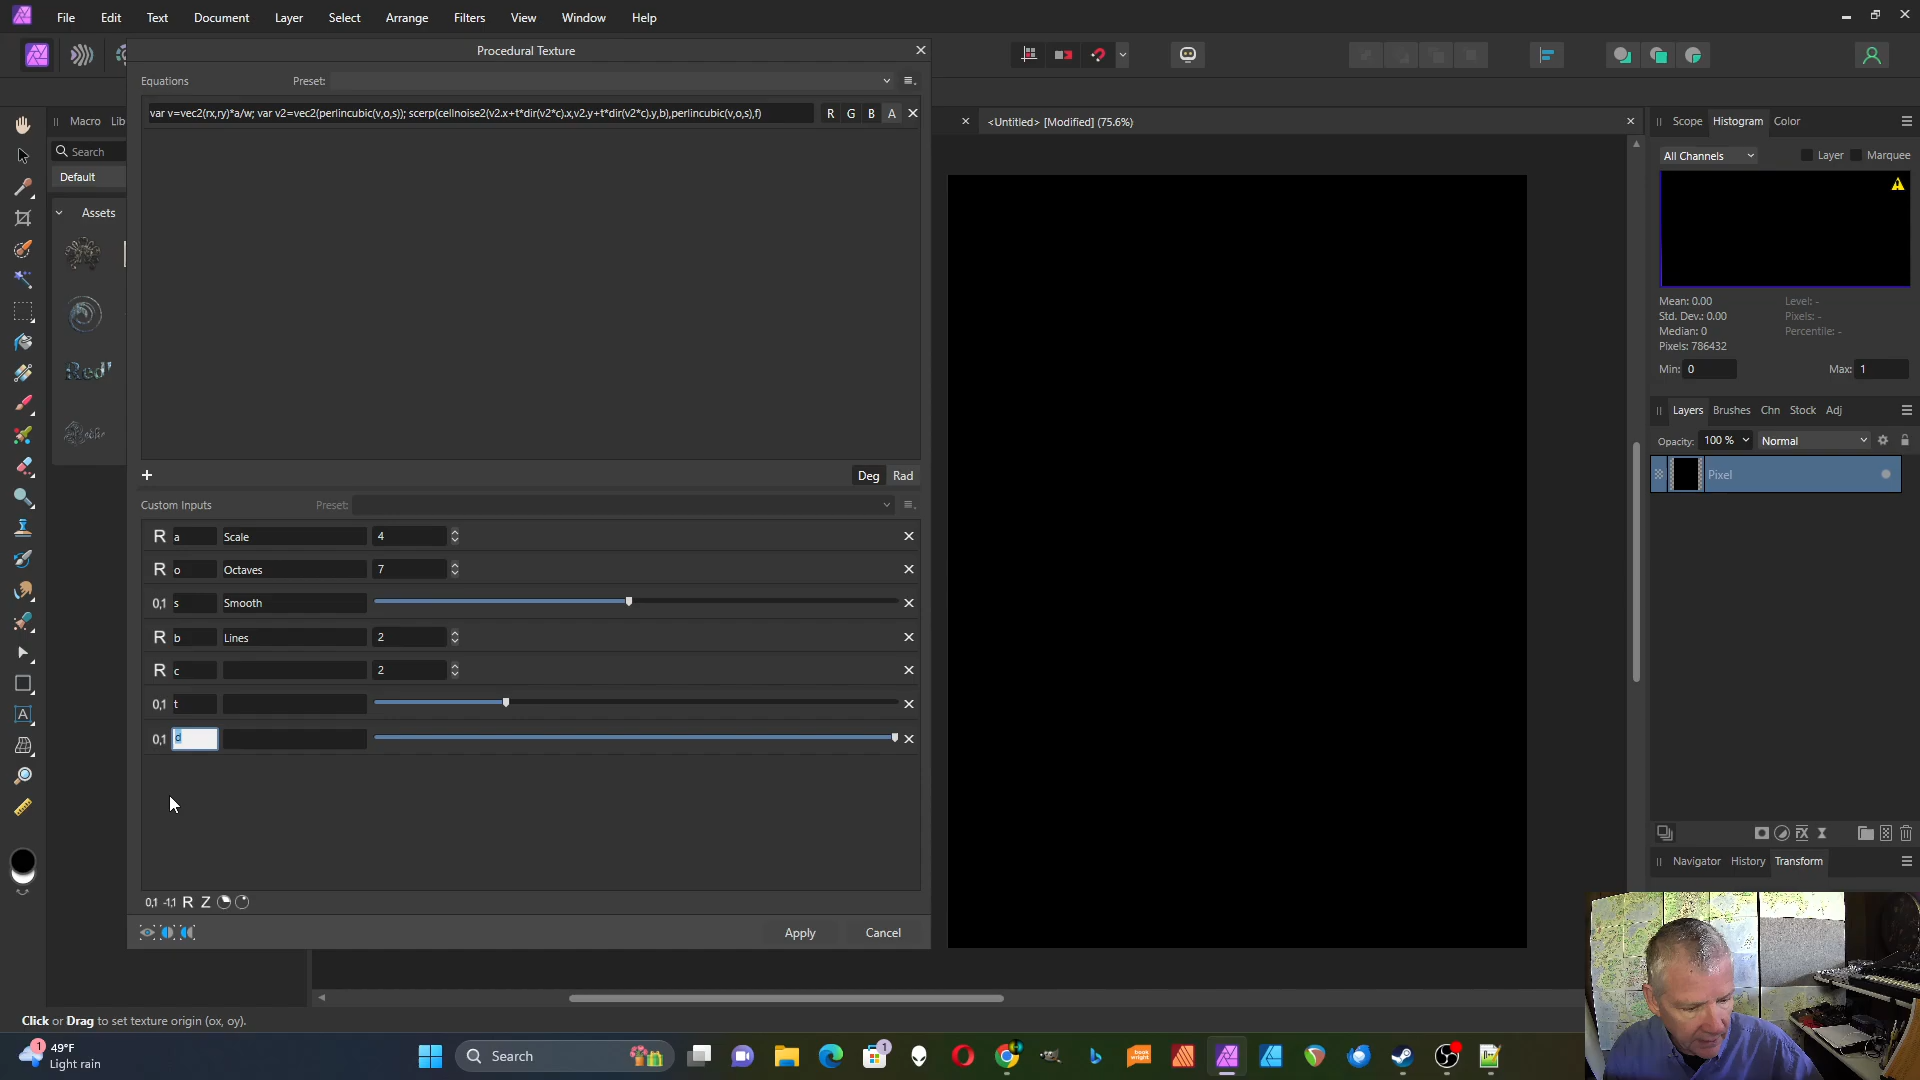 File Edit Text Document Layer Select Arrange Filters View Window Help
Procedural Texture
Equations Preset:
var v=vec2(rx,ry)*a/w; var v2=vec2(perlincubic(v,o,s)); scerp(cellnoise2(v2.x+t*dir(v2*c).x,v2.y+t*dir(v2*c).y,b),perlincubic(v,o,s),f) R G B A
Macro Lib
Search
Default
Assets
<Untitled> [Modified] (75.6%)
Deg Rad
Custom Inputs Preset:
R a Scale 4
R o Octaves 7
0,1 s Smooth
R b Lines 2
R c 2
0,1 t
0,1 d
0,1 -1,1 R Z
Apply Cancel
Scope Histogram Color
All Channels Layer Marquee
Mean: 0.00 Level: -
Std. Dev.: 0.00 Pixels: -
Median: 0 Percentile: -
Pixels: 786432
Min: 0 Max: 1
Layers Brushes Chn Stock Adj
Opacity: 100 % Normal
Pixel
Navigator History Transform
Click or Drag to set texture origin (ox, oy).
1 49°F
Light rain
Search
1